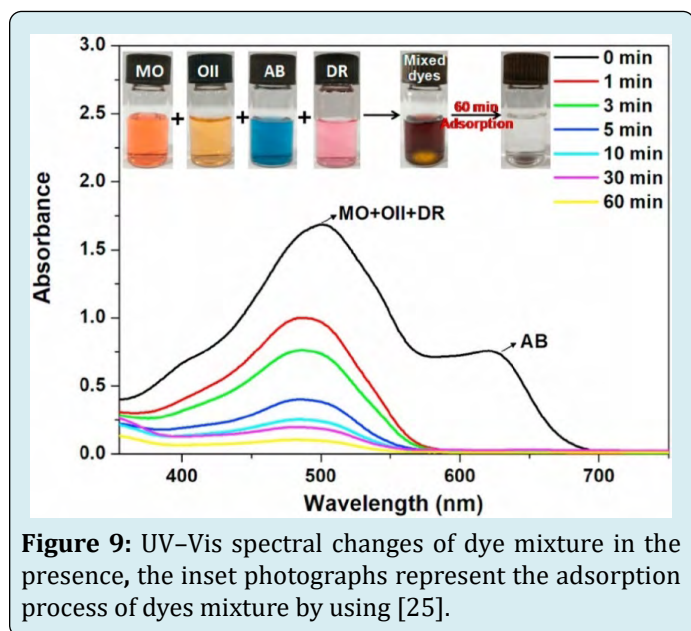 3.0
2.5
2.0
1.5
1.0
0.5
0.0
Absorbance
MO + OII + AB + DR
Mixed
dyes
60 min
Adsorption
0 min
1 min
3 min
5 min
10 min
30 min
60 min
MO+OII+DR
AB
400 500 600 700
Wavelength (nm)
Figure 9: UV–Vis spectral changes of dye mixture in the
presence, the inset photographs represent the adsorption
process of dyes mixture by using [25].